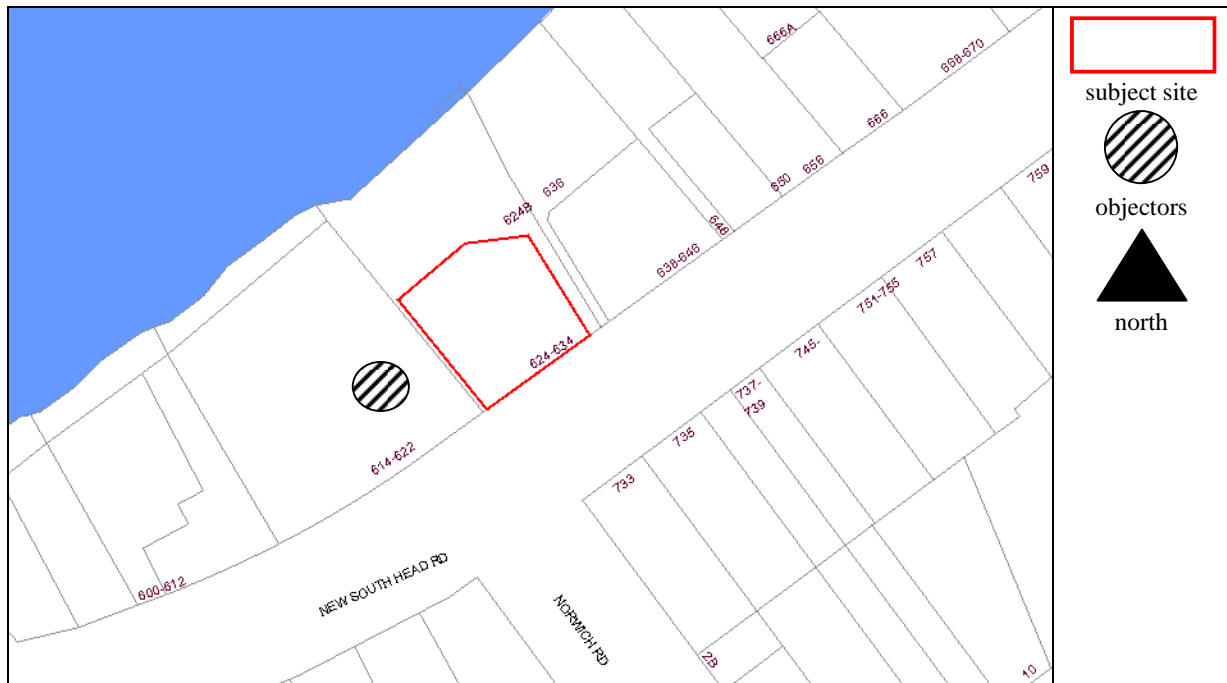 666A
668-670
666
656
650
648
638-646
636
624B
624-634
614-622
600-612
NEW SOUTH HEAD RD
NORWICH RD
759
757
751-755
745-
737-
739
735
733
2B
10
subject site
objectors
north